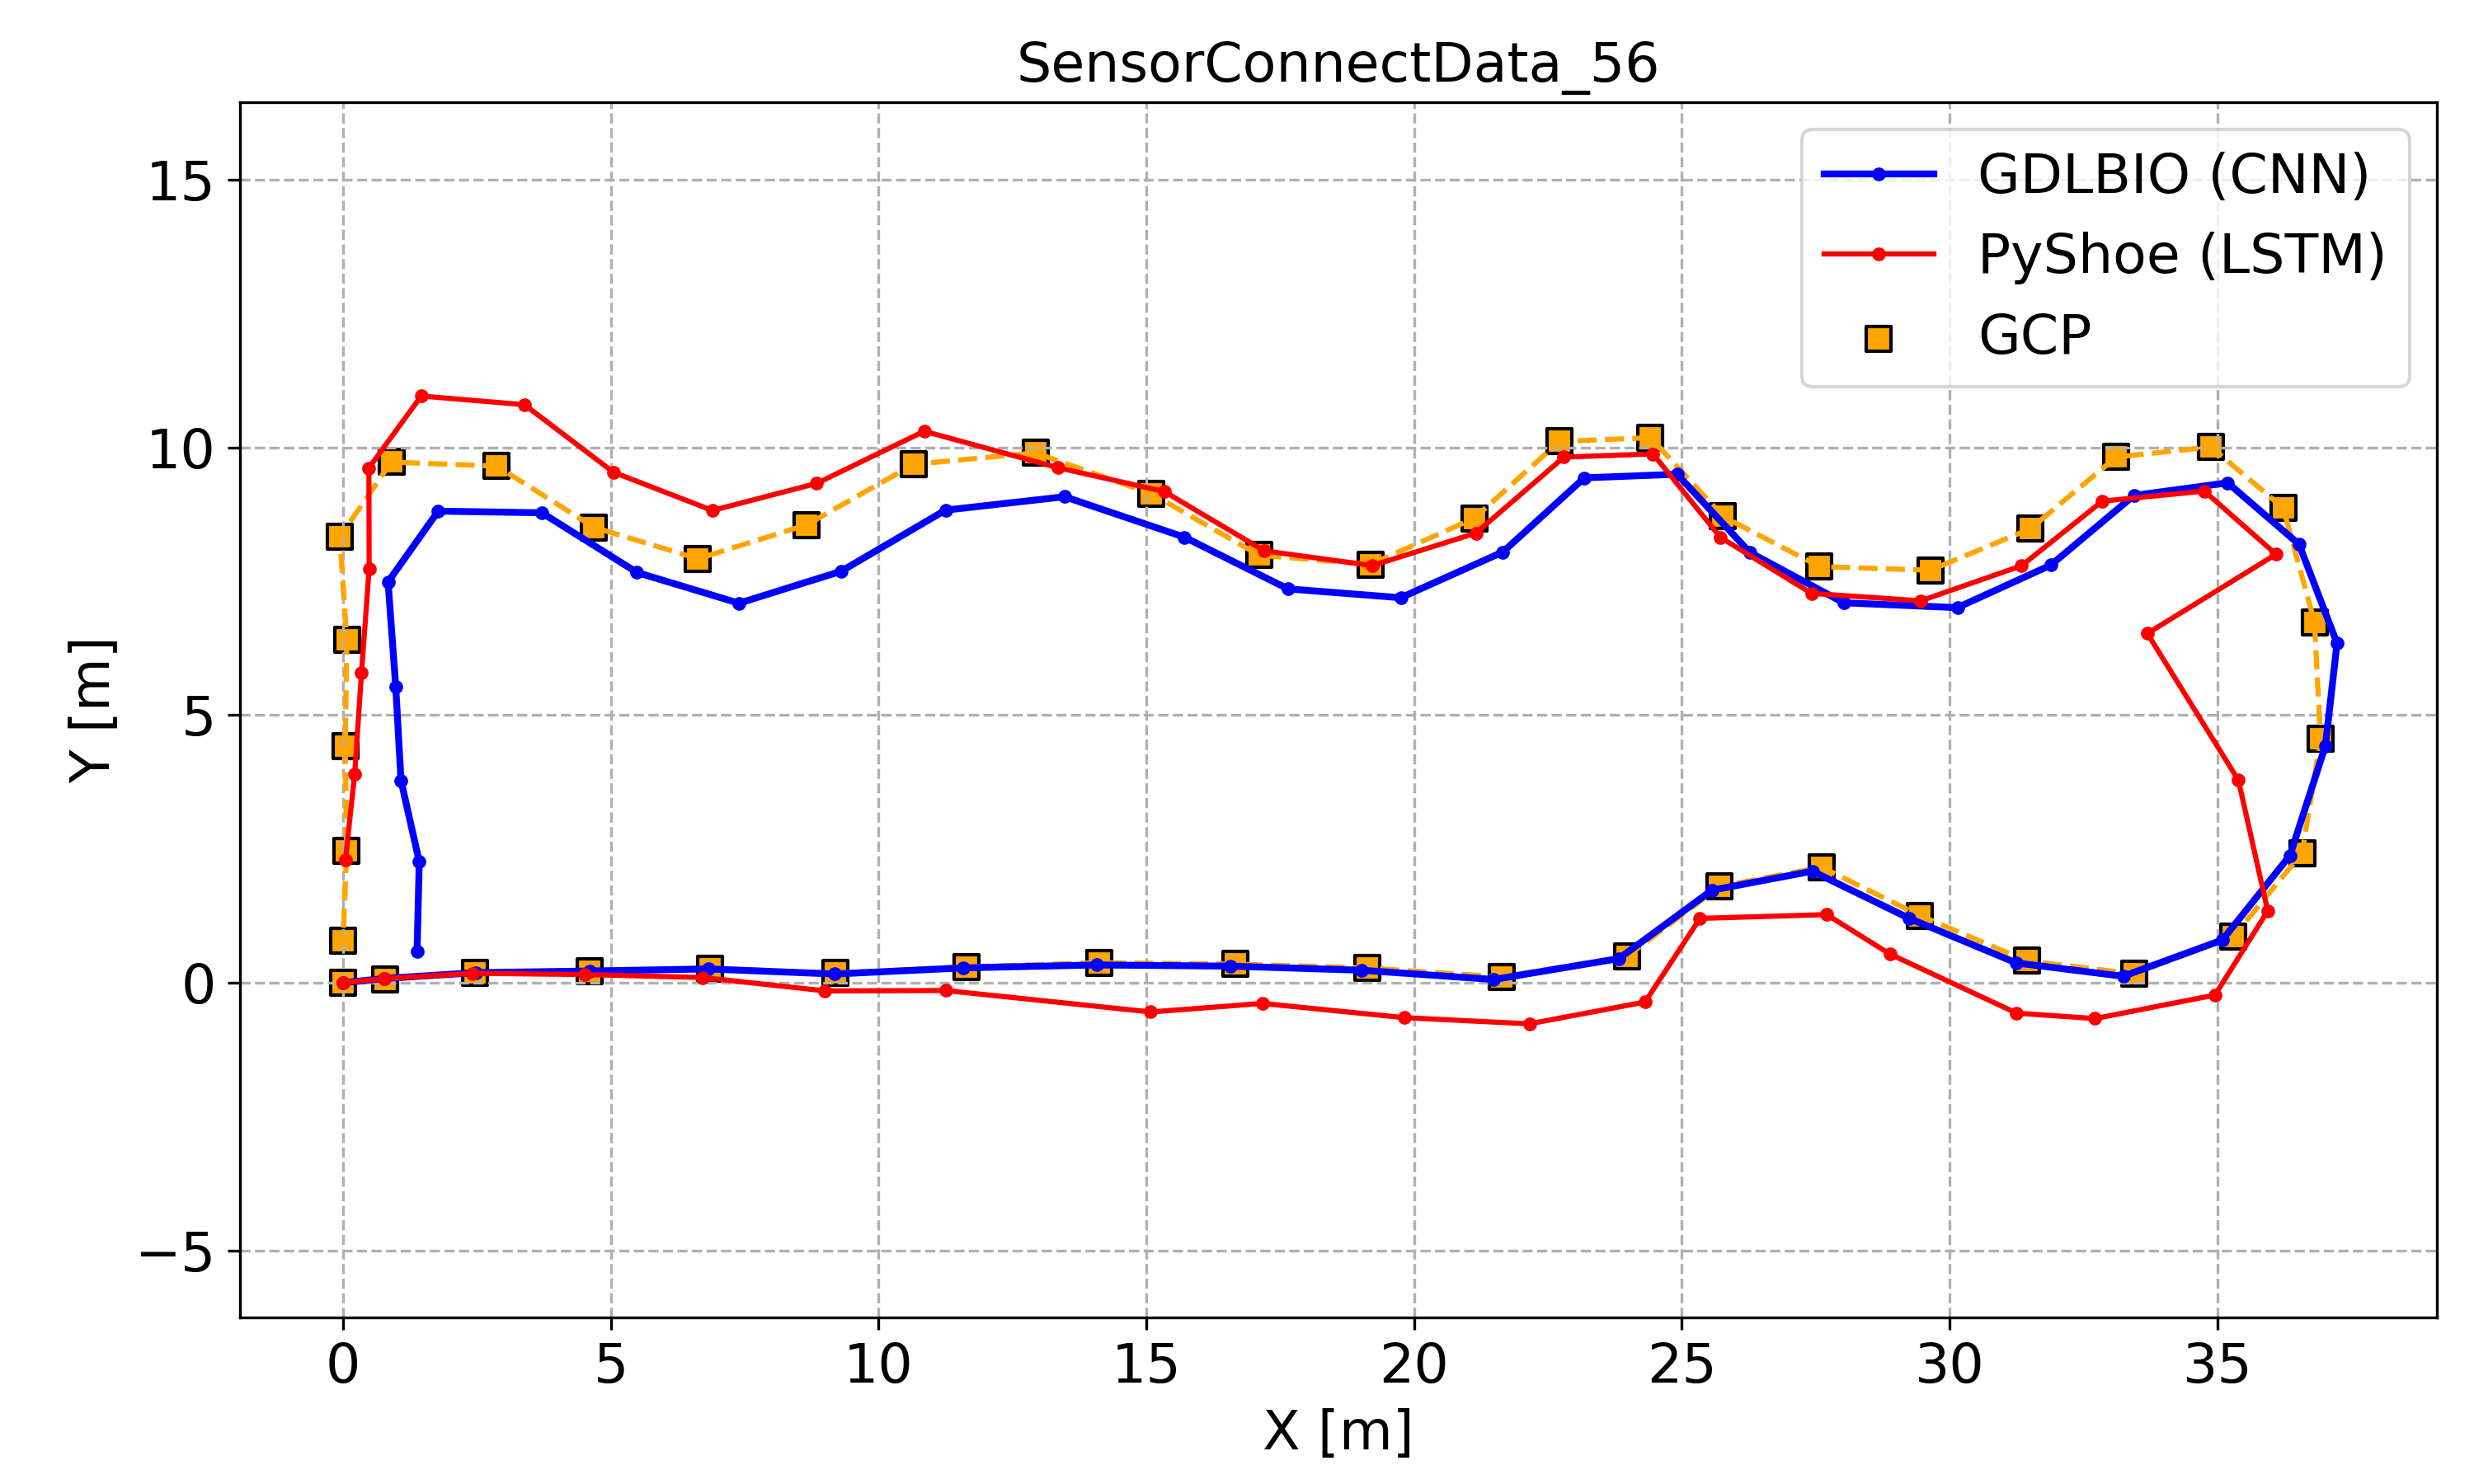 SensorConnectData_56
GDLBIO (CNN)
PyShoe (LSTM)
GCP
15
10
5
0
−5
Y [m]
0 5 10 15 20 25 30 35
X [m]